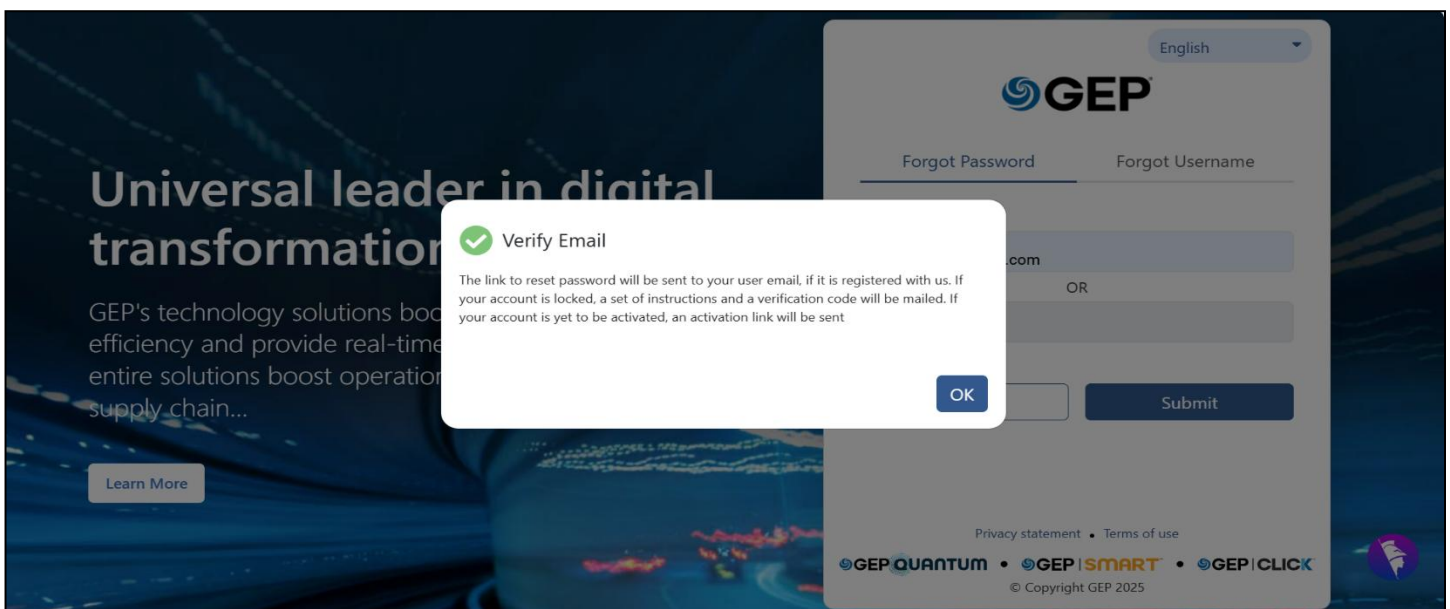 English
GEP
Forgot Password
Forgot Username
Universal leader in digital
transformation
Verify Email
The link to reset password will be sent to your user email, if it is registered with us. If
your account is locked, a set of instructions and a verification code will be mailed. If
your account is yet to be activated, an activation link will be sent
OK
.com
OR
GEP's technology solutions boo
efficiency and provide real-time
entire solutions boost operation
supply chain...
Submit
Learn More
Privacy statement • Terms of use
GEP QUANTUM • GEP|SMART • GEP|CLICK
© Copyright GEP 2025